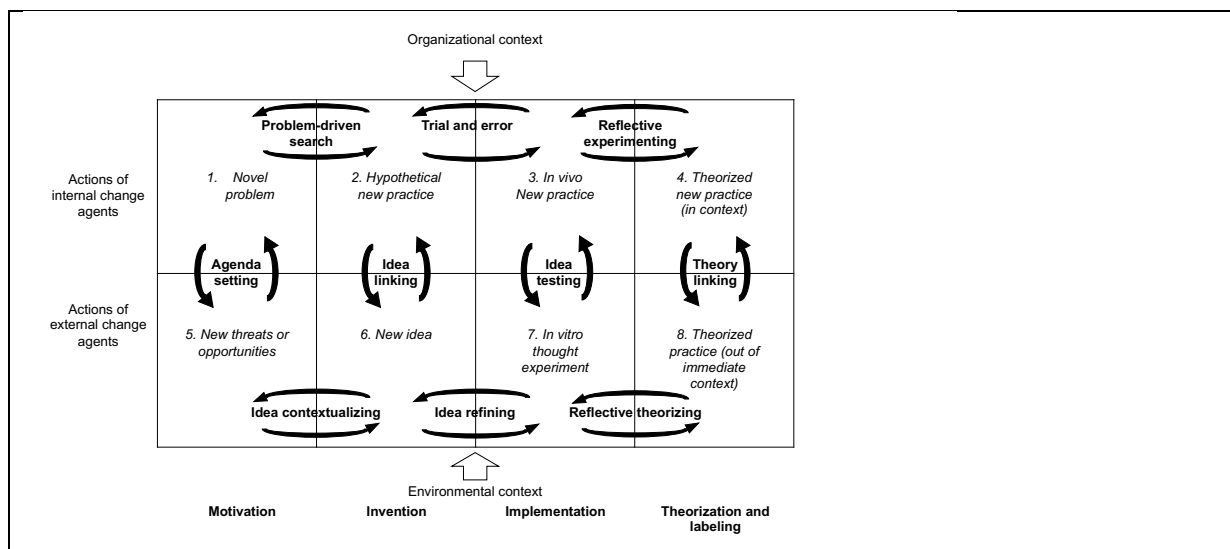 Organizational context
Problem-driven
search
Trial and error
Reflective
experimenting
Actions of
internal change
agents
1. Novel
problem
2. Hypothetical
new practice
3. In vivo
New practice
4. Theorized
new practice
(in context)
Agenda
setting
Idea
linking
Idea
testing
Theory
linking
Actions of
external change
agents
5. New threats or
opportunities
6. New idea
7. In vitro
thought
experiment
8. Theorized
practice (out of
immediate
context)
Idea contextualizing
Idea refining
Reflective theorizing
Environmental context
Motivation
Invention
Implementation
Theorization and
labeling